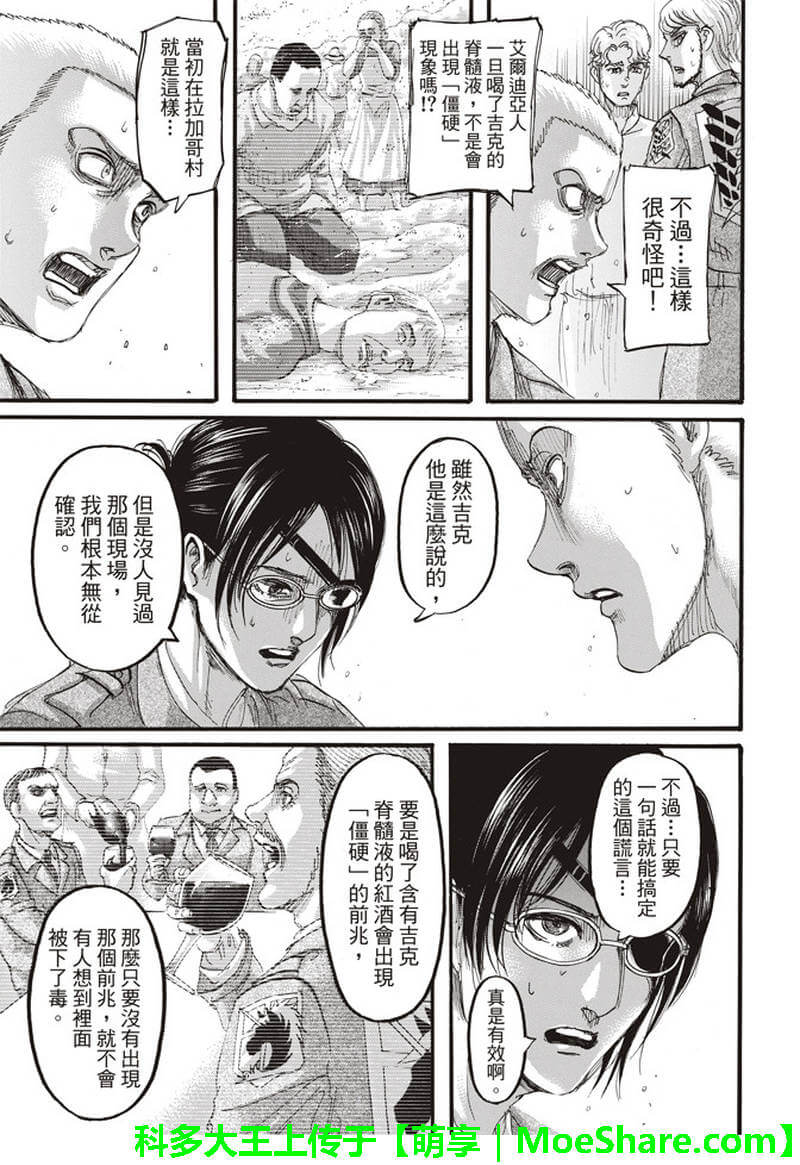 不過…這樣
很奇怪吧！
艾爾迪亞人
一旦喝了吉克的
脊髓液，不是會
出現「僵硬」
現象嗎!?
當初在拉加哥村
就是這樣…
雖然吉克
他是這麼說的，
但是沒人見過
那個現場，
我們根本無從
確認。
不過…只要
一句話就能搞定
的這個謊言…
真是有效啊。
要是喝了含有吉克
脊髓液的紅酒會出現
「僵硬」的前兆，
那麼只要沒有出現
那個前兆，就不會
有人想到裡面
被下了毒。
科多大王上传于【萌享 | MoeShare.com】